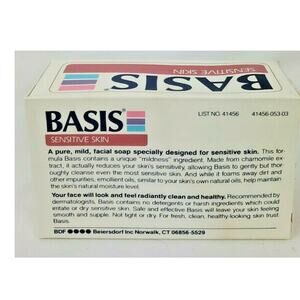 BASIS
SENSITIVE SKIN
LIST NO. 41456 41456-053-03
BASIS®
SENSITIVE SKIN
A pure, mild, facial soap specially designed for sensitive skin. This for-
mula Basis contains a unique "mildness" ingredient. Made from chamomile ex-
tract, it actually reduces your skin's sensitivity, allowing Basis to gently but thor-
oughly cleanse even the most sensitive skin. And while it foams away dirt and
other impurities, emollient oils, similar to your skin's own natural oils, help maintain
the skin's natural moisture level.
Your face will look and feel radiantly clean and healthy. Recommended by
dermatologists, Basis contains no detergents or harsh ingredients which could
irritate or dry sensitive skin. Safe and effective Basis will leave your skin feeling
smooth and supple. Not tight or dry. For fresh, clean, healthy-looking skin trust
Basis.
BDF ●●●● Beiersdorf Inc Norwalk, CT 06856-5529